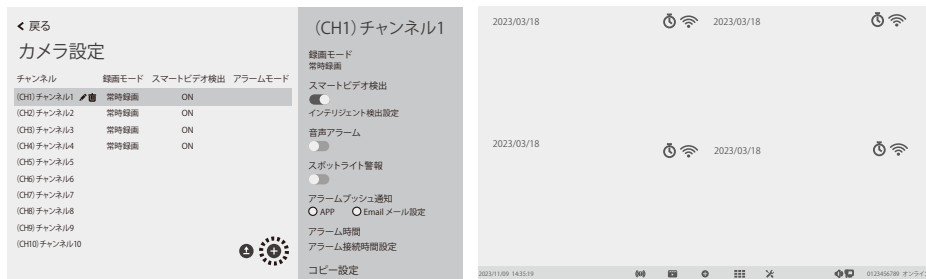 戻る
カメラ設定
チャンネル 録画モード スマートビデオ検出 アラームモード
(CH1) チャンネル1 常時録画 ON
(CH2) チャンネル2 常時録画 ON
(CH3) チャンネル3 常時録画 ON
(CH4) チャンネル4 常時録画 ON
(CH5) チャンネル5
(CH6) チャンネル6
(CH7) チャンネル7
(CH8) チャンネル8
(CH9) チャンネル9
(CH10) チャンネル10
(CH1) チャンネル1
録画モード
常時録画
スマートビデオ検出
インテリジェント検出設定
音声アラーム
スポットライト警報
アラームプッシュ通知
APP Email メール設定
アラーム時間
アラーム接続時間設定
コピー設定
2023/03/18 2023/03/18
2023/03/18 2023/03/18
2023/11/09 14:35:19 0123456789 オンライン